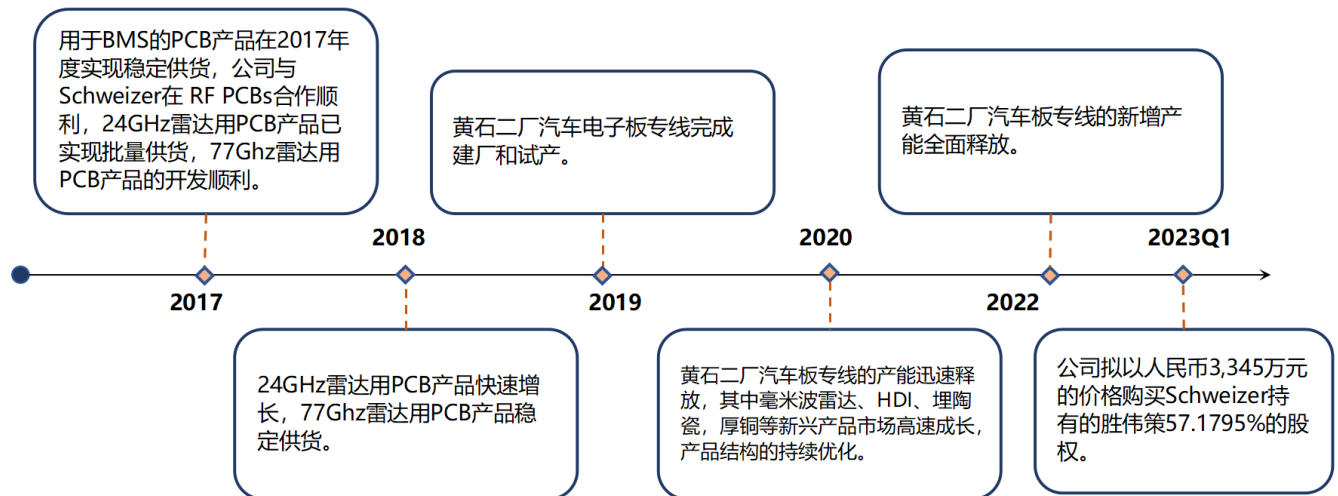 用于BMS的PCB产品在2017年
度实现稳定供货，公司与
Schweizer在 RF PCBs合作顺
利，24GHz雷达用PCB产品已
实现批量供货，77Ghz雷达用
PCB产品的开发顺利。
黄石二厂汽车电子板专线完成
建厂和试产。
黄石二厂汽车板专线的新增产
能全面释放。
2018
2020
2023Q1
2017
2019
2022
24GHz雷达用PCB产品快速增
长，77Ghz雷达用PCB产品稳
定供货。
黄石二厂汽车板专线的产能迅速释
放，其中毫米波雷达、HDI、埋陶
瓷，厚铜等新兴产品市场高速成长，
产品结构的持续优化。
公司拟以人民币3,345万元
的价格购买Schweizer持
有的胜伟策57.1795%的股
权。